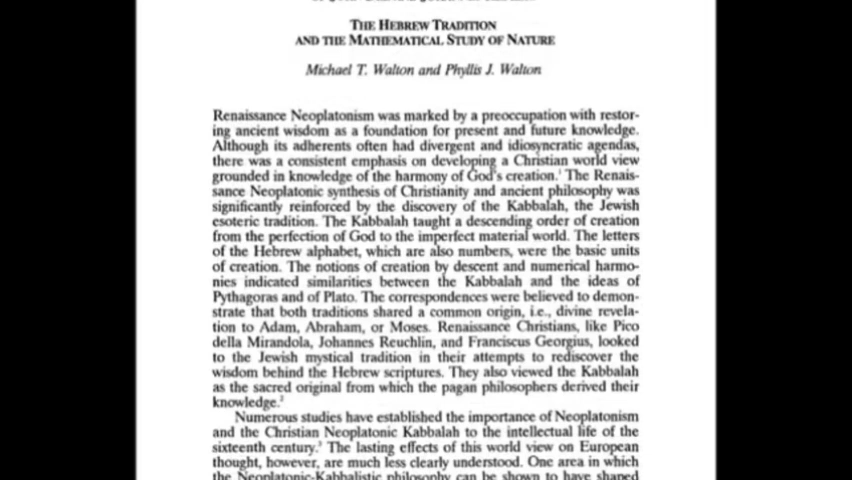 THE HEBREW TRADITION
AND THE MATHEMATICAL STUDY OF NATURE
Michael T. Walton and Phyllis J. Walton
Renaissance Neoplatonism was marked by a preoccupation with restor-
ing ancient wisdom as a foundation for present and future knowledge.
Although its adherents often had divergent and idiosyncratic agendas,
there was a consistent emphasis on developing a Christian world view
grounded in knowledge of the harmony of God's creation.¹ The Renais-
sance Neoplatonic synthesis of Christianity and ancient philosophy was
significantly reinforced by the discovery of the Kabbalah, the Jewish
esoteric tradition. The Kabbalah taught a descending order of creation
from the perfection of God to the imperfect material world. The letters
of the Hebrew alphabet, which are also numbers, were the basic units
of creation. The notions of creation by descent and numerical harmo-
nies indicated similarities between the Kabbalah and the ideas of
Pythagoras and of Plato. The correspondences were believed to demon-
strate that both traditions shared a common origin, i.e., divine revela-
tion to Adam, Abraham, or Moses. Renaissance Christians, like Pico
della Mirandola, Johannes Reuchlin, and Franciscus Georgius, looked
to the Jewish mystical tradition in their attempts to rediscover the
wisdom behind the Hebrew scriptures. They also viewed the Kabbalah
as the sacred original from which the pagan philosophers derived their
knowledge.²
Numerous studies have established the importance of Neoplatonism
and the Christian Neoplatonic Kabbalah to the intellectual life of the
sixteenth century.³ The lasting effects of this world view on European
thought, however, are much less clearly understood. One area in which
the Neoplatonic-Kabbalistic philosophy can be shown to have shaped